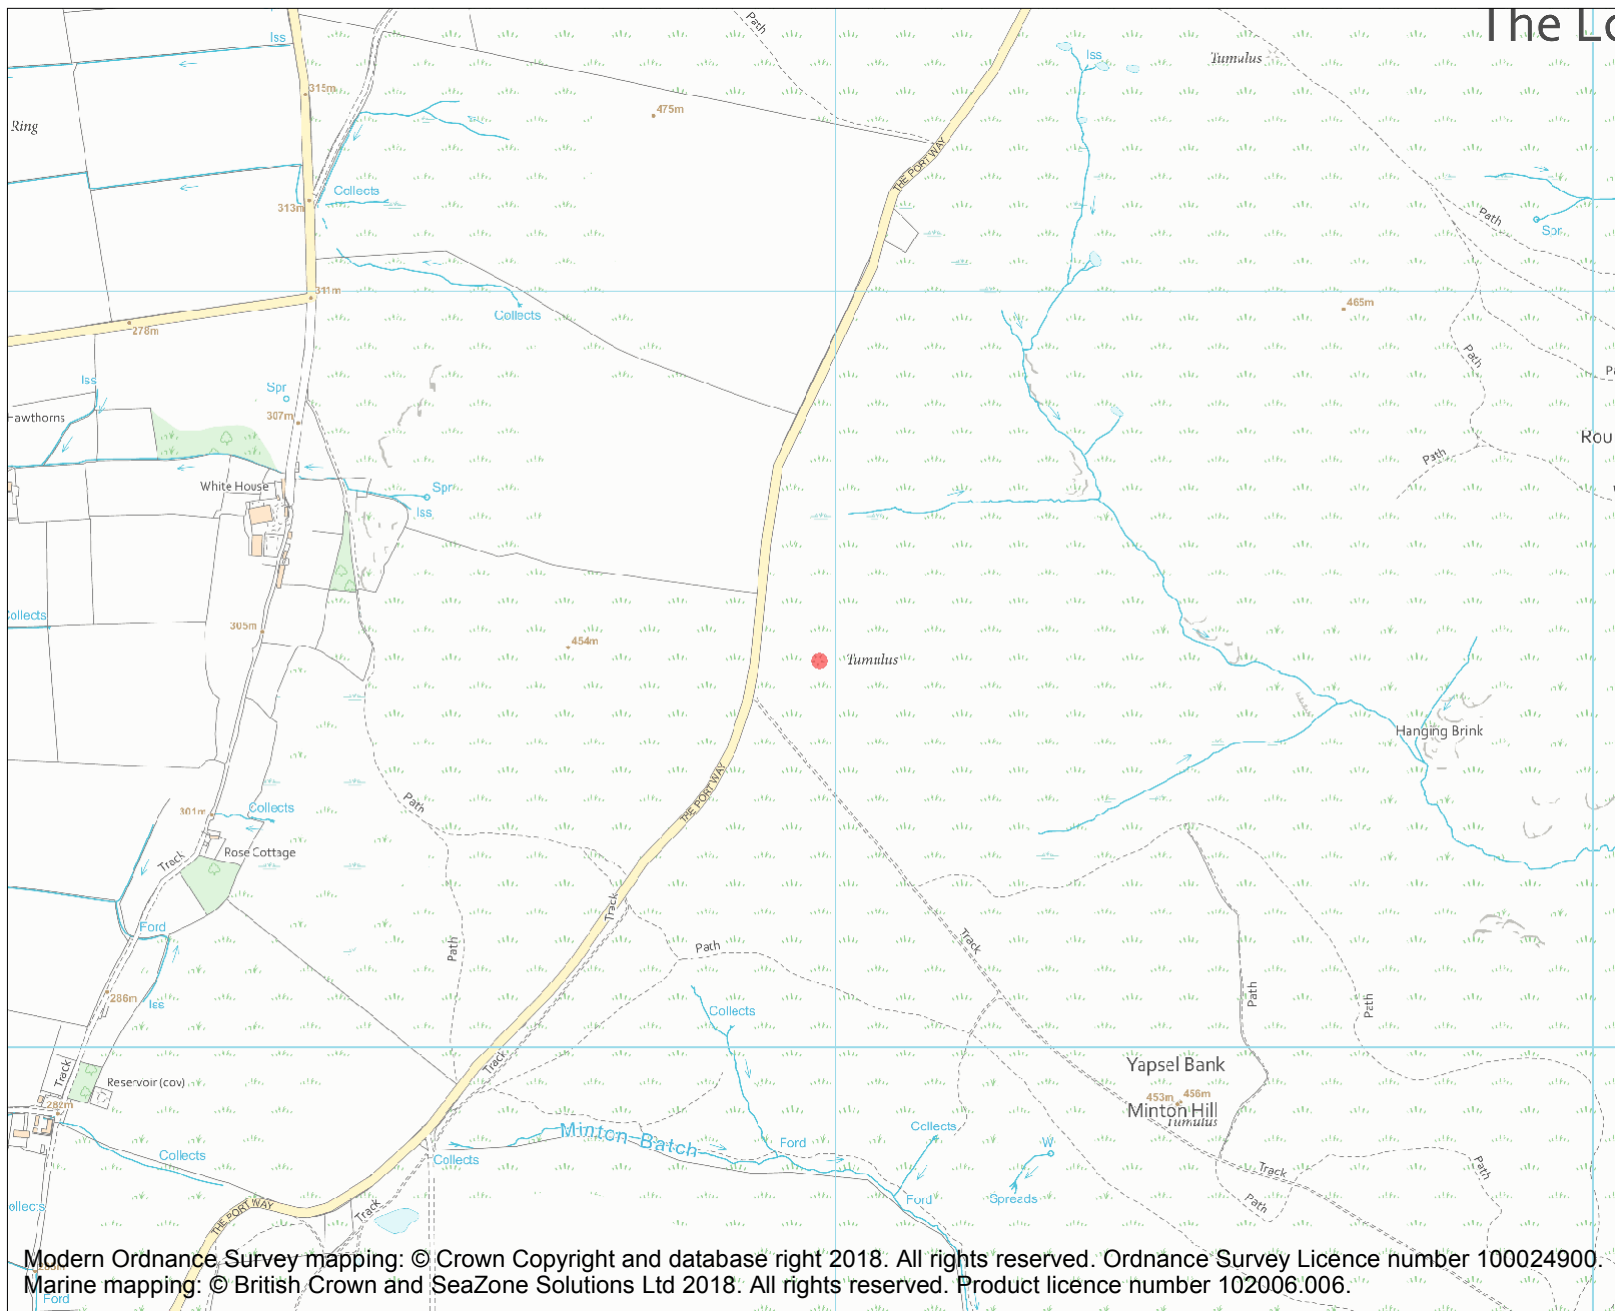 The Lo
Path
Iss
Iss
Tumulus
315m
475m
Ring
THE PORT WAY
Collects
313m
Path
Spr
311m
465m
Collects
278m
Path
Iss
Spr
307m
Rou
Path
White House
Spr
Iss
Collects
305m
454m
Tumulus
Hanging Brink
THE PORT WAY
Path
301m
Collects
Track
Rose Cottage
Track
Ford
Path
Path
Track
286m
Iss
Collects
Path
Path
Track
Track
Yapsel Bank
Reservoir (cov)
453m
456m
282m
Minton Hill
Tumulus
Minton Batch
Collects
Ford
W
Collects
Collects
Track
Path
Ford
Spreads
Path
THE PORT WAY
Track
Modern Ordnance Survey mapping: © Crown Copyright and database right 2018. All rights reserved. Ordnance Survey Licence number 100024900.
Marine mapping: © British Crown and SeaZone Solutions Ltd 2018. All rights reserved. Product licence number 102006.006.
Ford